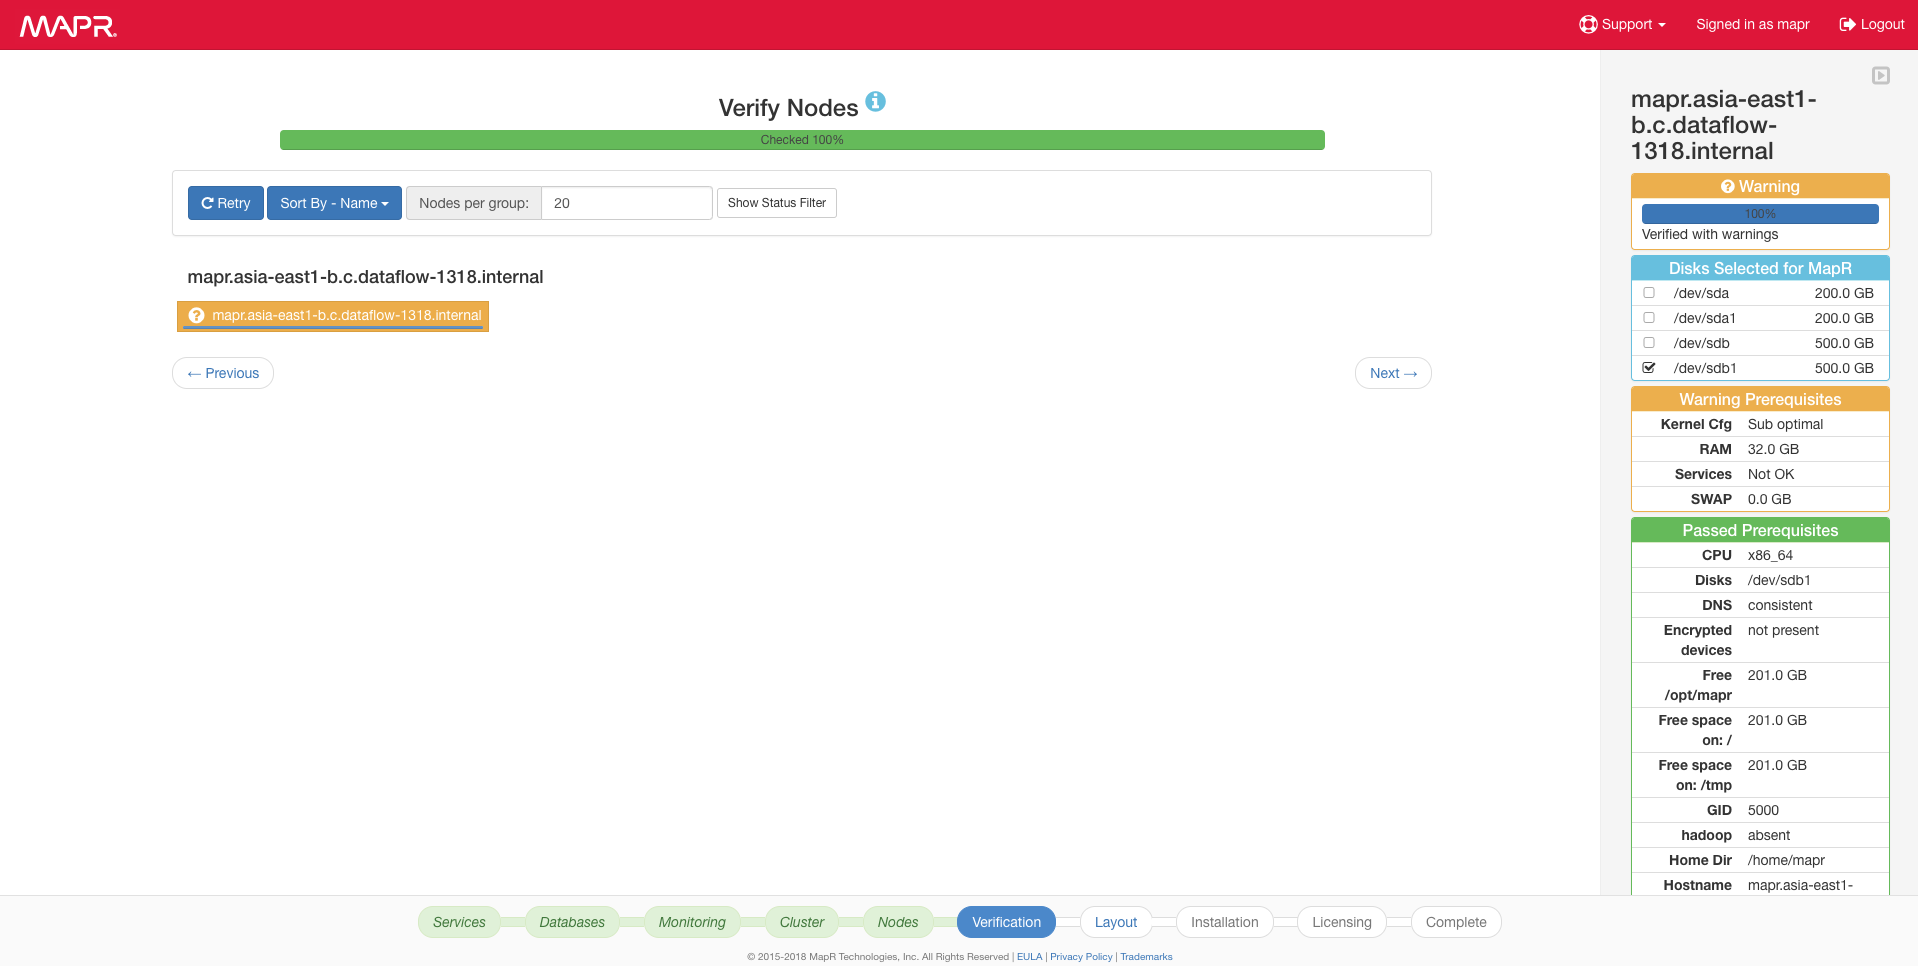 MAPR
Support
Signed in as mapr
Logout
Verify Nodes
Checked 100%
Retry
Sort By - Name
Nodes per group:
20
Show Status Filter
mapr.asia-east1-b.c.dataflow-1318.internal
mapr.asia-east1-b.c.dataflow-1318.internal
← Previous
Next →
mapr.asia-east1-
b.c.dataflow-
1318.internal
Warning
100%
Verified with warnings
Disks Selected for MapR
/dev/sda 200.0 GB
/dev/sda1 200.0 GB
/dev/sdb 500.0 GB
/dev/sdb1 500.0 GB
Warning Prerequisites
Kernel Cfg Sub optimal
RAM 32.0 GB
Services Not OK
SWAP 0.0 GB
Passed Prerequisites
CPU x86_64
Disks /dev/sdb1
DNS consistent
Encrypted not present
devices
Free 201.0 GB
/opt/mapr
Free space 201.0 GB
on: /
Free space 201.0 GB
on: /tmp
GID 5000
hadoop absent
Home Dir /home/mapr
Hostname mapr.asia-east1-
Services
Databases
Monitoring
Cluster
Nodes
Verification
Layout
Installation
Licensing
Complete
© 2015-2018 MapR Technologies, Inc. All Rights Reserved | EULA | Privacy Policy | Trademarks